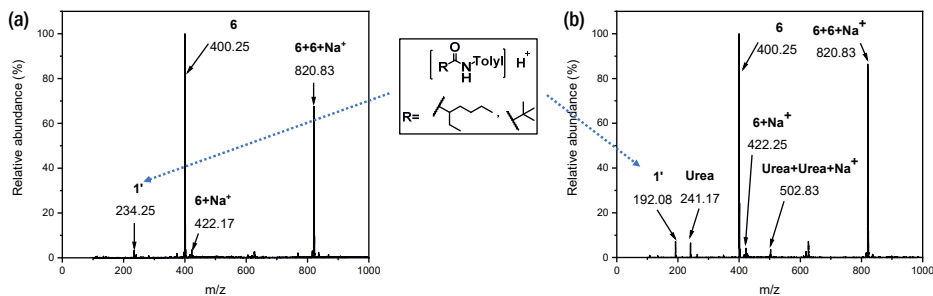 (a)
Relative abundance (%)
100
80
60
40
20
0
6
400.25
6+6+Na⁺
820.83
1'
234.25
6+Na⁺
422.17
0 200 400 600 800 1000
m/z
O
R N Tolyl H⁺
H
R= ,
(b)
Relative abundance (%)
100
80
60
40
20
0
6
400.25
6+6+Na⁺
820.83
6+Na⁺
422.25
1' Urea
192.08 241.17
Urea+Urea+Na⁺
502.83
0 200 400 600 800 1000
m/z